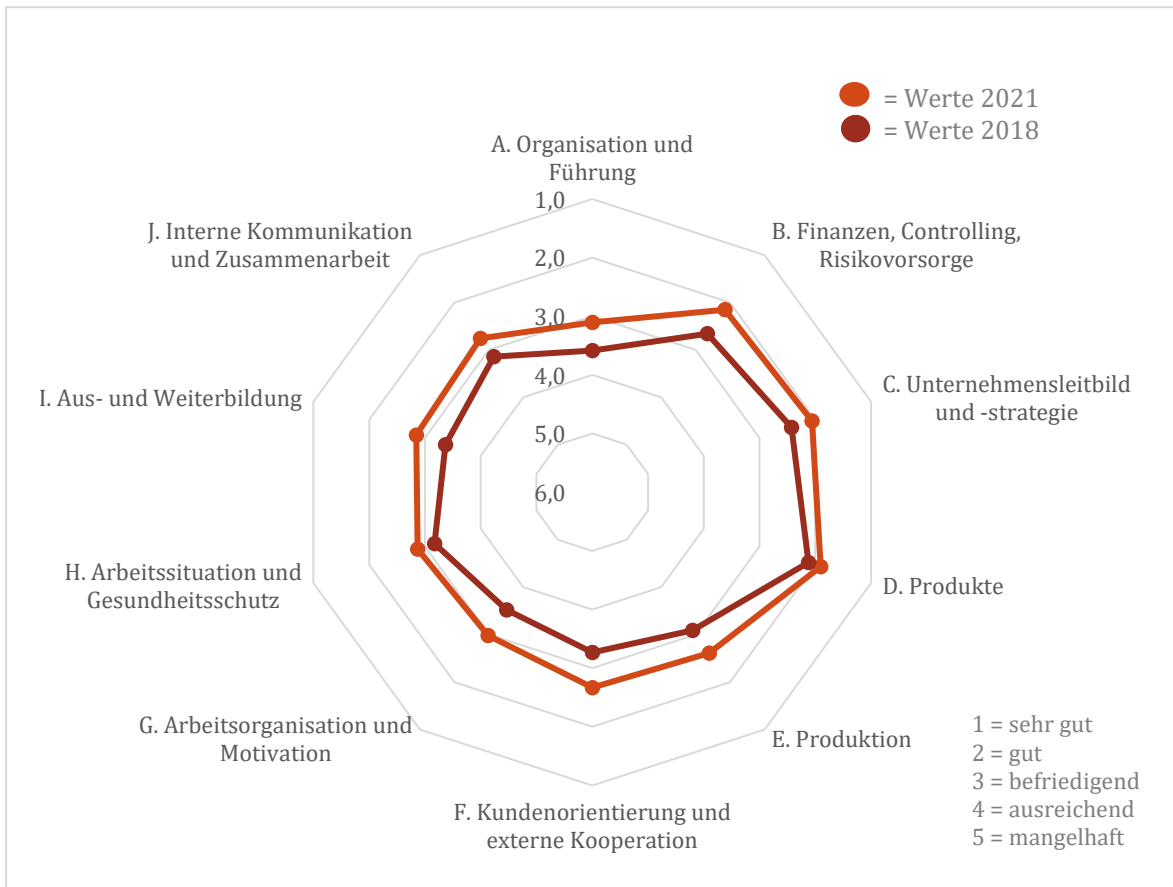 = Werte 2021
= Werte 2018
A. Organisation und
Führung
B. Finanzen, Controlling,
Risikovorsorge
C. Unternehmensleitbild
und -strategie
D. Produkte
E. Produktion
F. Kundenorientierung und
externe Kooperation
G. Arbeitsorganisation und
Motivation
H. Arbeitssituation und
Gesundheitsschutz
I. Aus- und Weiterbildung
J. Interne Kommunikation
und Zusammenarbeit
1,0
2,0
3,0
4,0
5,0
6,0
1 = sehr gut
2 = gut
3 = befriedigend
4 = ausreichend
5 = mangelhaft